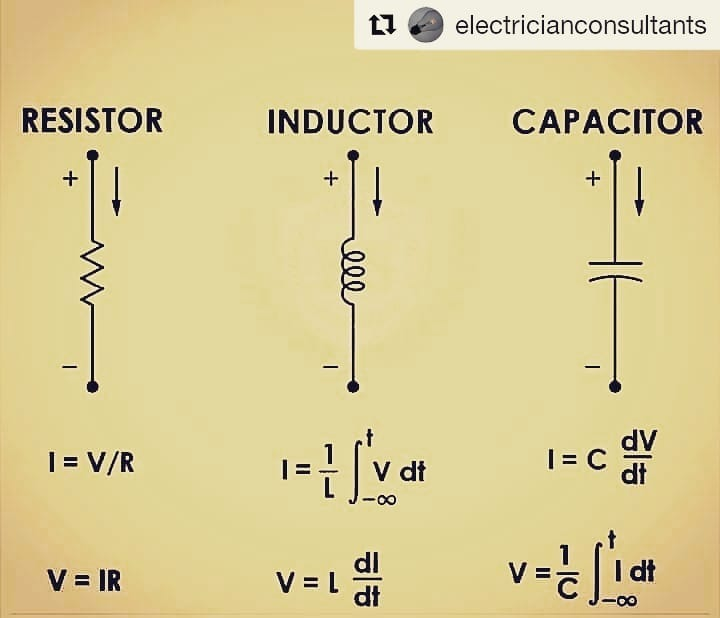 electricianconsultants
RESISTOR INDUCTOR CAPACITOR
+ + +
− − −
I = V/R I = 1/L ∫_{-∞}^{t} V dt I = C dV/dt
V = IR V = L dI/dt V = 1/C ∫_{-∞}^{t} I dt